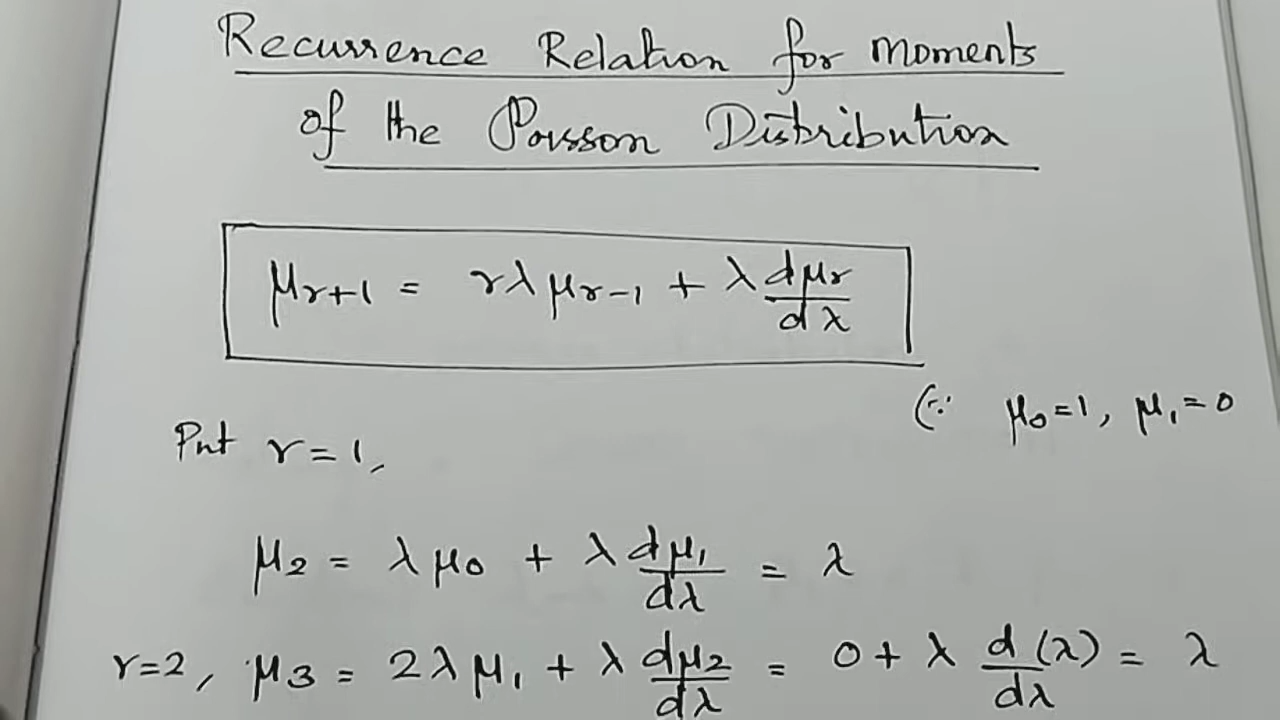 Recurrence Relation for moments
of the Poisson Distribution
μr+1 = rλ μr-1 + λ dμr/dλ
(∵ μ0=1, μ1=0
Put r=1,
μ2 = λ μ0 + λ dμ1/dλ = λ
r=2, μ3 = 2λ μ1 + λ dμ2/dλ = 0 + λ d(λ)/dλ = λ